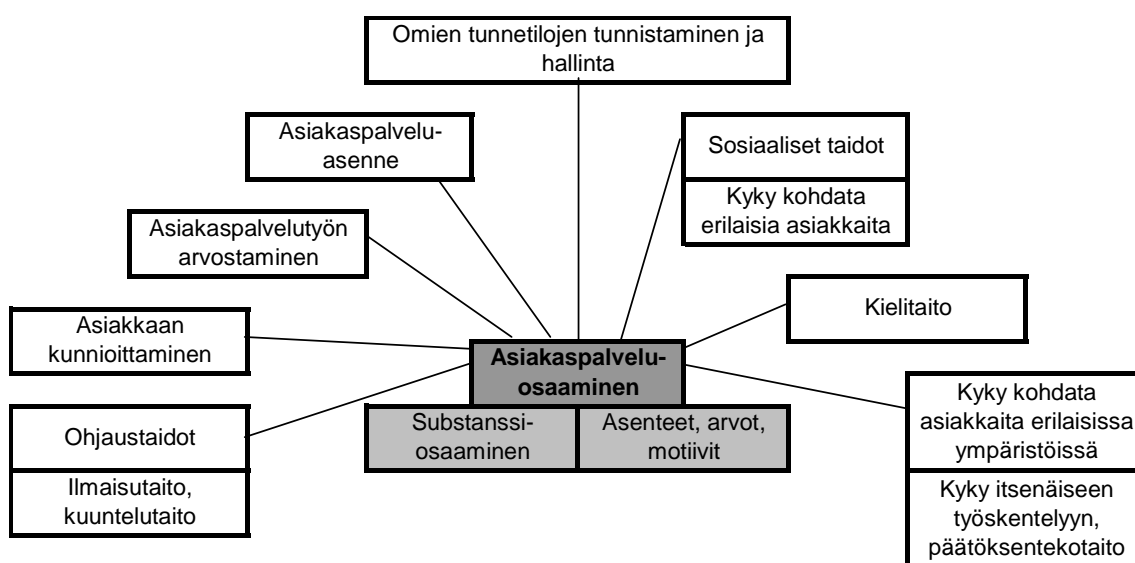 Omien tunnetilojen tunnistaminen ja
hallinta
Asiakaspalvelu-
asenne
Sosiaaliset taidot
Kyky kohdata
erilaisia asiakkaita
Asiakaspalvelutyön
arvostaminen
Kielitaito
Asiakkaan
kunnioittaminen
Asiakaspalvelu-
osaaminen
Substanssi-
osaaminen
Asenteet, arvot,
motiivit
Ohjaustaidot
Ilmaisutaito,
kuuntelutaito
Kyky kohdata
asiakkaita erilaisissa
ympäristöissä
Kyky itsenäiseen
työskentelyyn,
päätöksentekotaito